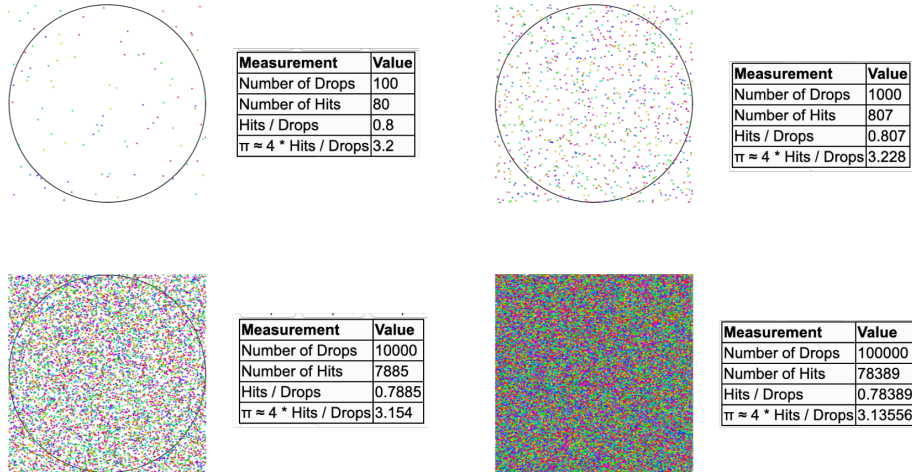 Measurement Value
Number of Drops 100
Number of Hits 80
Hits / Drops 0.8
π ≈ 4 * Hits / Drops 3.2
Measurement Value
Number of Drops 1000
Number of Hits 807
Hits / Drops 0.807
π ≈ 4 * Hits / Drops 3.228
Measurement Value
Number of Drops 10000
Number of Hits 7885
Hits / Drops 0.7885
π ≈ 4 * Hits / Drops 3.154
Measurement Value
Number of Drops 100000
Number of Hits 78389
Hits / Drops 0.78389
π ≈ 4 * Hits / Drops 3.13556